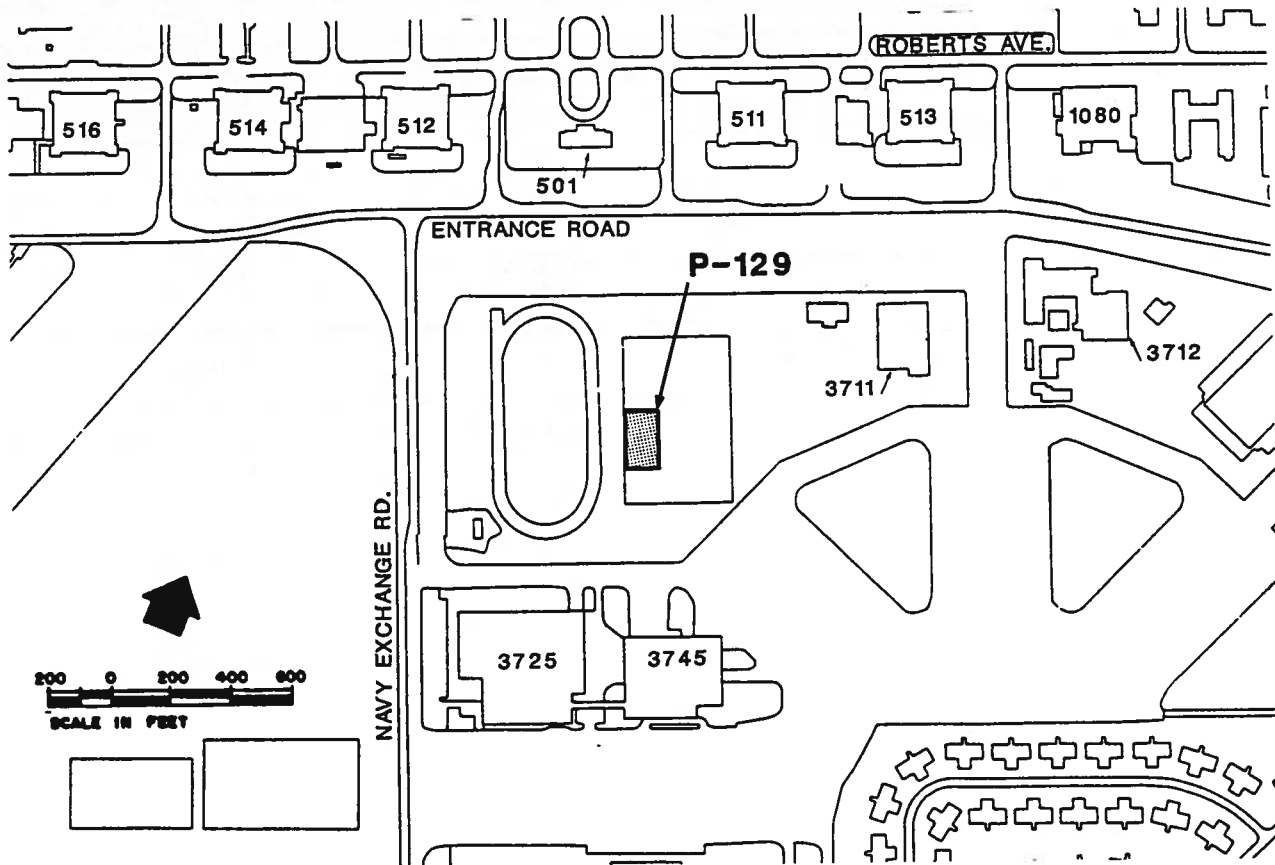 ROBERTS AVE.
516
514
512
501
511
513
1080
ENTRANCE ROAD
P-129
3711
3712
NAVY EXCHANGE RD.
3725
3745
200 0 200 400 600
SCALE IN FEET